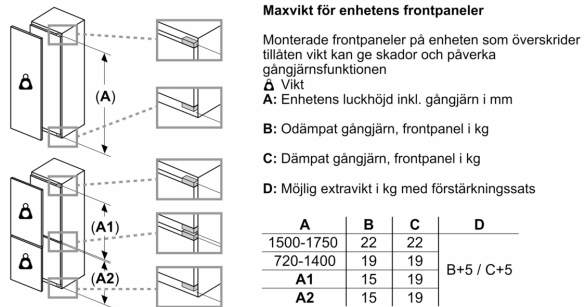 Maxvikt för enhetens frontpaneler
Monterade frontpaneler på enheten som överskrider
tillåten vikt kan ge skador och påverka
gångjärnsfunktionen
Vikt
A: Enhetens luckhöjd inkl. gångjärn i mm
B: Odämpat gångjärn, frontpanel i kg
C: Dämpat gångjärn, frontpanel i kg
D: Möjlig extravikt i kg med förstärkningssats
A B C D
1500-1750 22 22
720-1400 19 19
B+5 / C+5
A1 15 19
A2 15 19
(A)
(A1)
(A2)